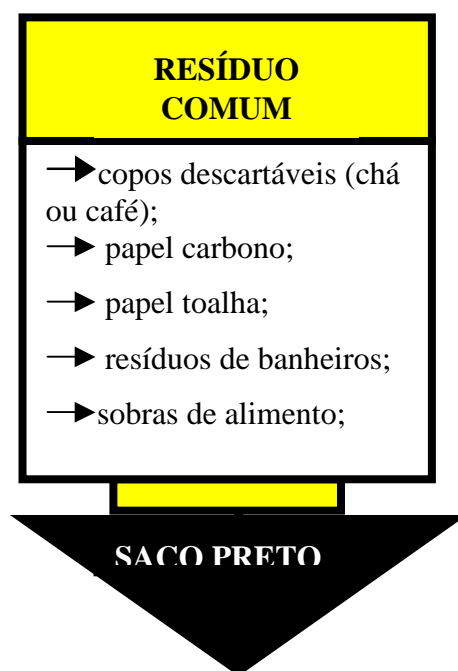 RESÍDUO
COMUM
copos descartáveis (chá
ou café);
papel carbono;
papel toalha;
resíduos de banheiros;
sobras de alimento;
SACO PRETO